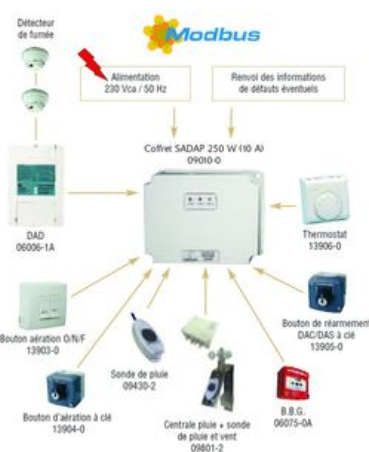 Modbus
Détecteur
de fumée
Alimentation
230 Vca / 50 Hz
Renvoi des informations
de défauts éventuels
Coffret SADAP 250 W (10 A)
09010-0
DAD
06006-1A
Thermostat
13906-0
Bouton aération O/N/F
13903-0
Sonde de pluie
09430-2
Bouton de réarmement
DAC/DAS à clé
13905-0
Bouton d'aération à clé
13904-0
Centrale pluie + sonde
de pluie et vent
09801-2
B.B.G.
06075-0A